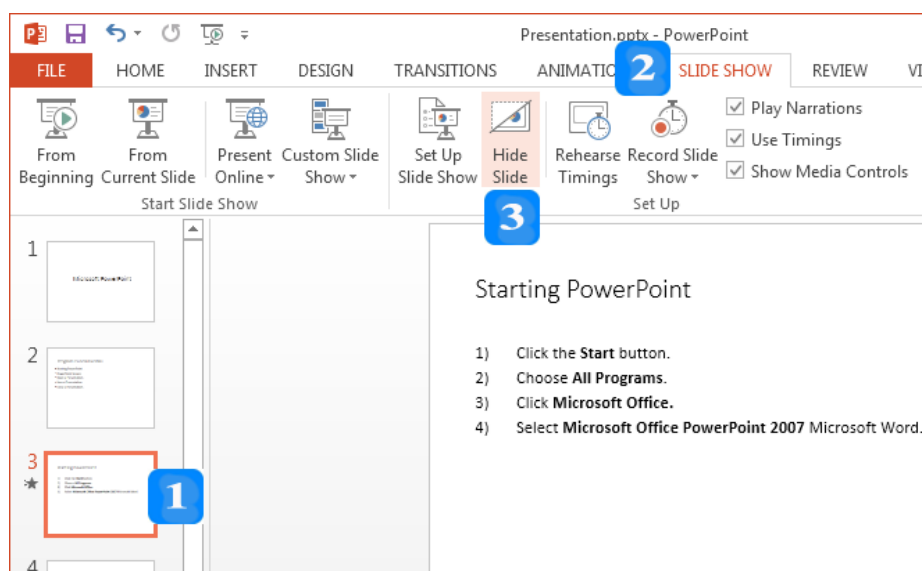 Presentation.pptx - PowerPoint
FILE HOME INSERT DESIGN TRANSITIONS SLIDE SHOW REVIEW
2
From Beginning
From Current Slide
Present Online
Custom Slide Show
Set Up Slide Show
Hide Slide
Rehearse Timings
Record Slide Show
Play Narrations
Use Timings
Show Media Controls
Start Slide Show
Set Up
3
1
Microsoft PowerPoint
2
3
1
4
Starting PowerPoint
1) Click the Start button.
2) Choose All Programs.
3) Click Microsoft Office.
4) Select Microsoft Office PowerPoint 2007 Microsoft Word.